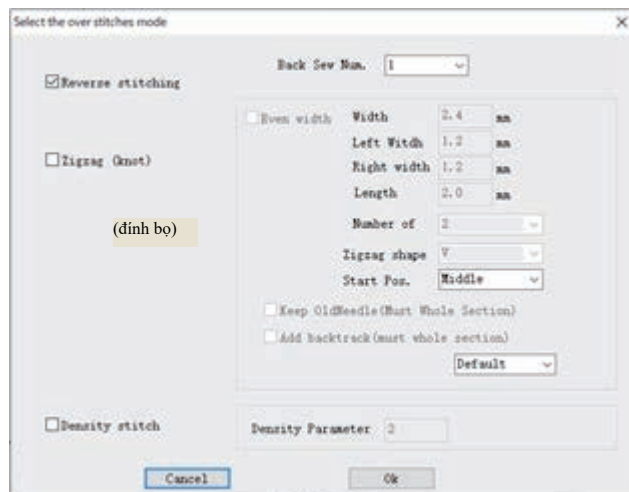 Select the over stitches mode
Back Sew Num. 1
Reverse stitching
Even width Width 2.4 mm
Left Witdh 1.2
Zigzag (knot)
Right width 1.2 mm
Length 2.0 mm
(đính bọ)
Number of 2
Zigzag shape V
Start Pos. Middle
Keep OldNeedle(Must Whole Section)
Add backtrack(must whole section)
Default
Density stitch Density Parameter 2
Cancel Ok